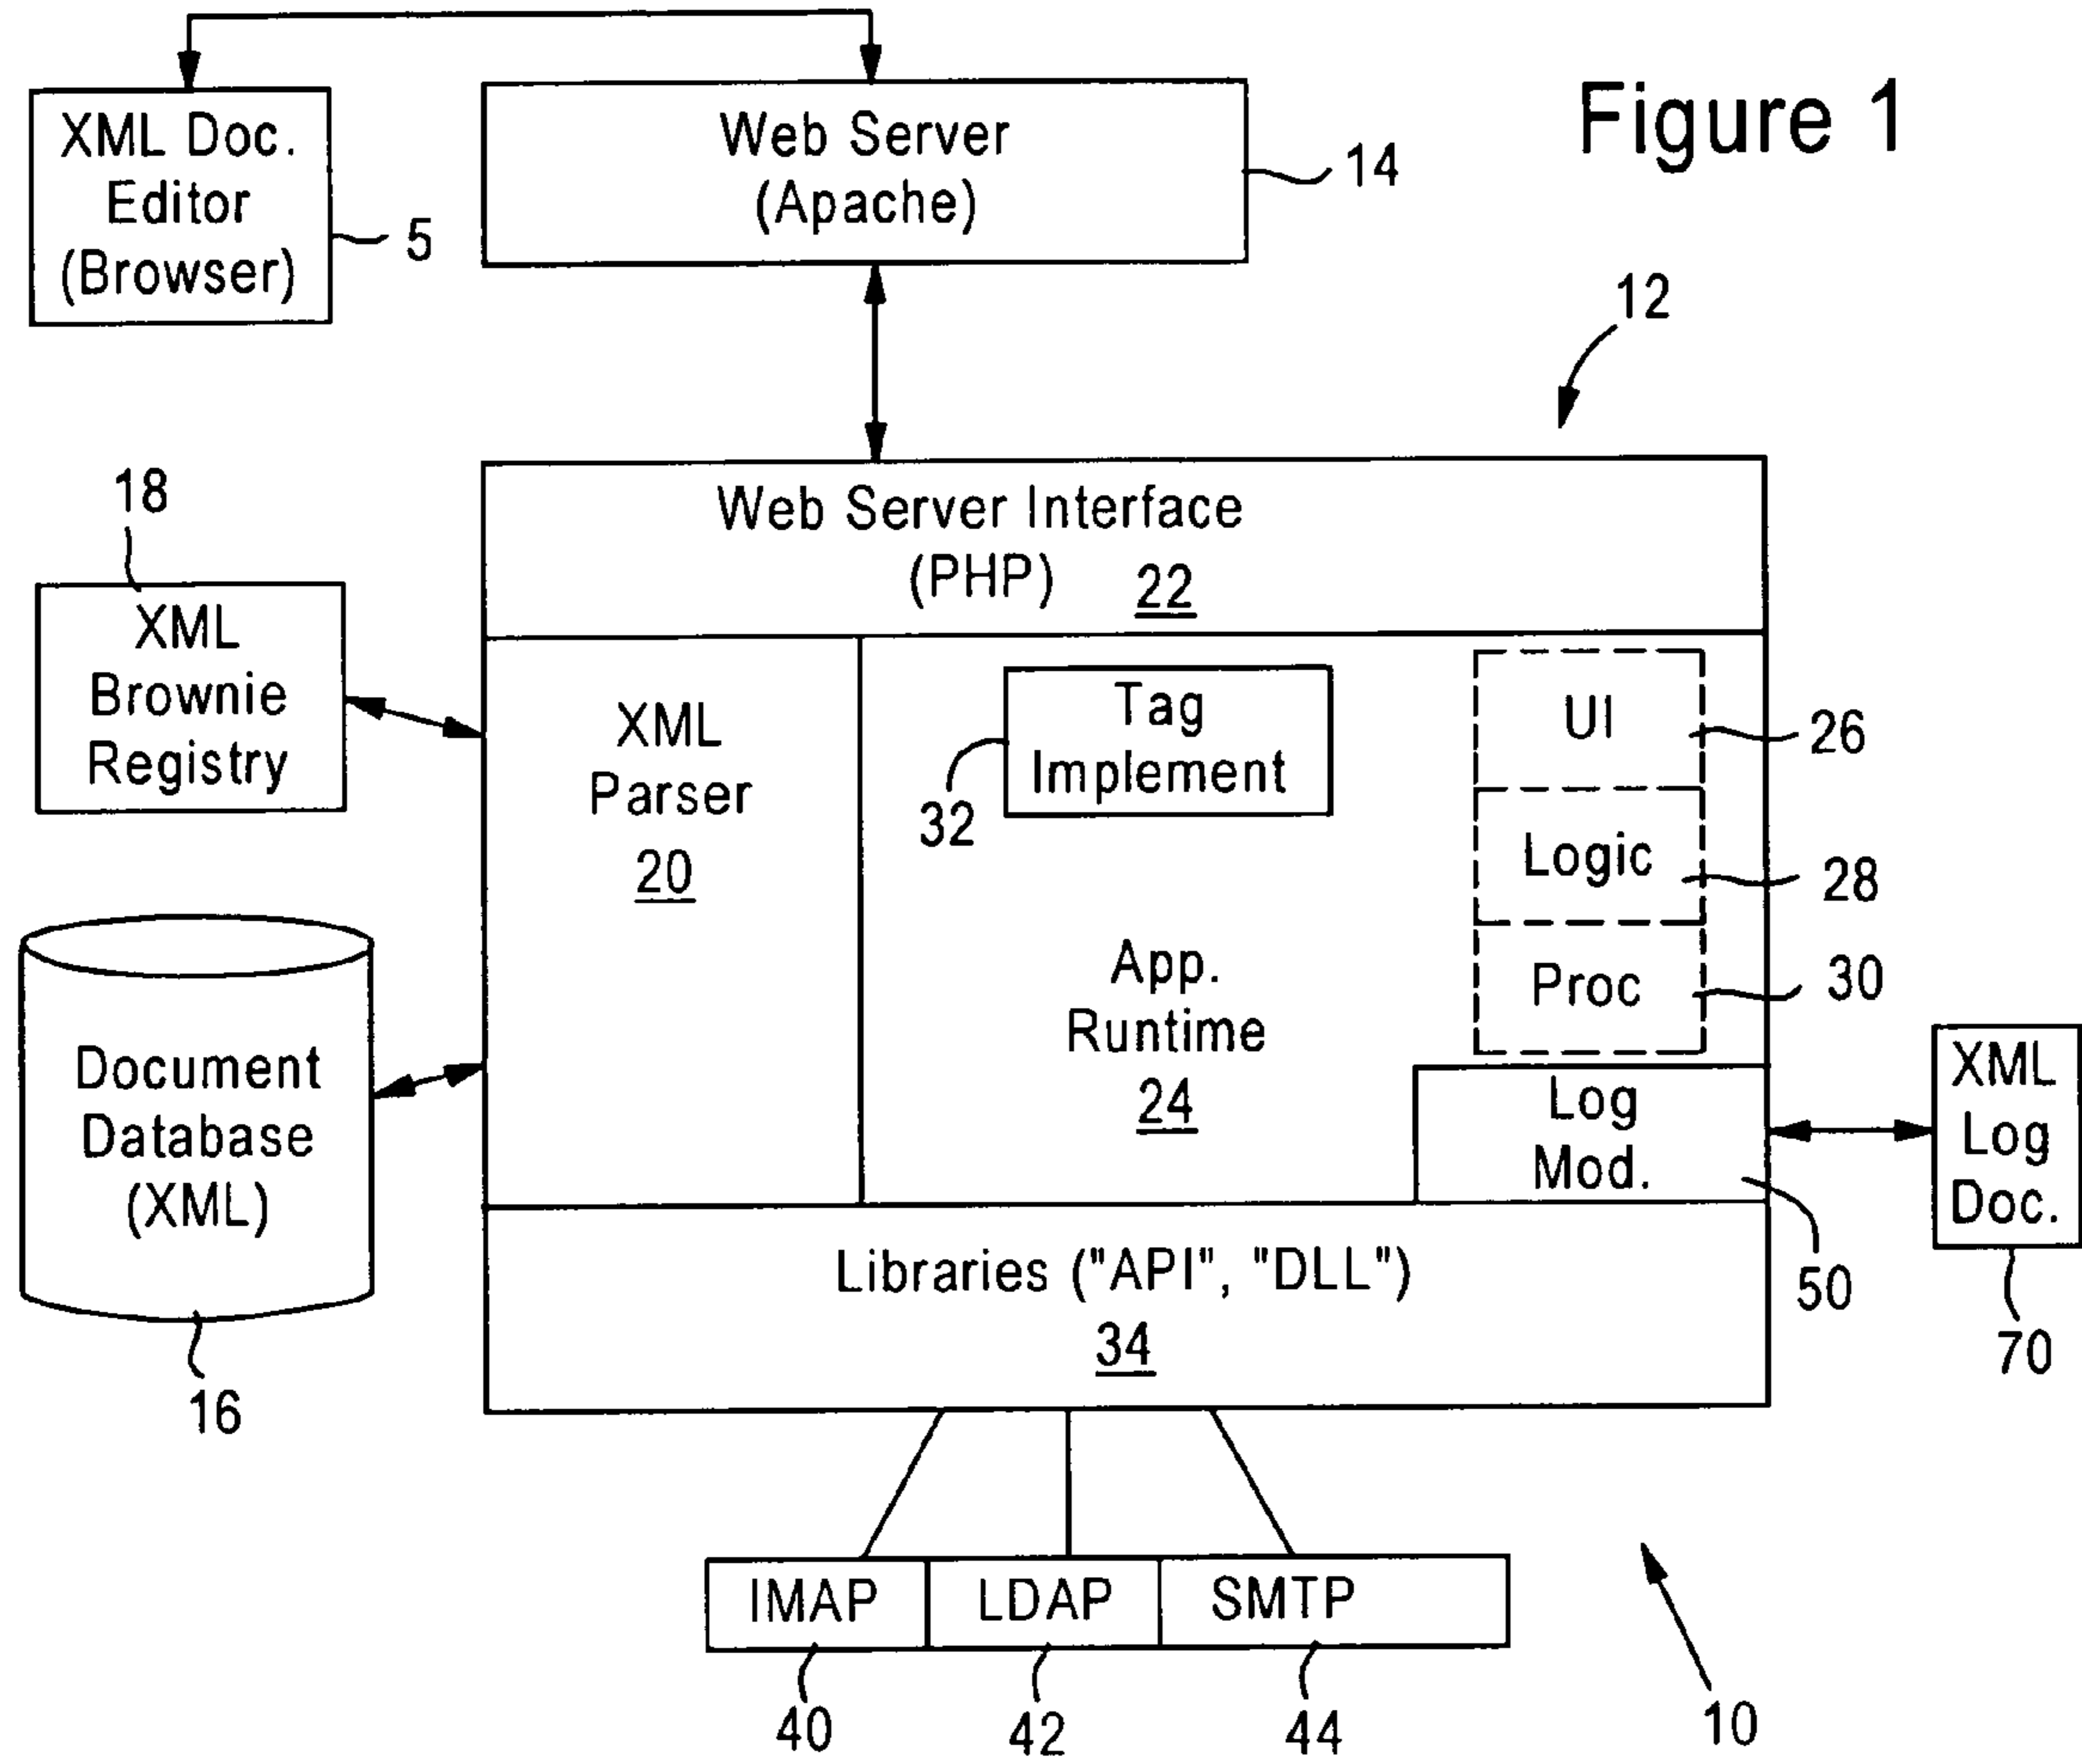 Figure 1
XML Doc.
Editor
(Browser)
5
Web Server
(Apache)
14
12
Web Server Interface
(PHP) 22
18
XML
Brownie
Registry
XML
Parser
20
Tag
Implement
32
UI
26
Logic
28
Proc
30
App.
Runtime
24
Log
Mod.
50
XML
Log
Doc.
70
Document
Database
(XML)
16
Libraries ("API", "DLL")
34
IMAP
LDAP
SMTP
40
42
44
10